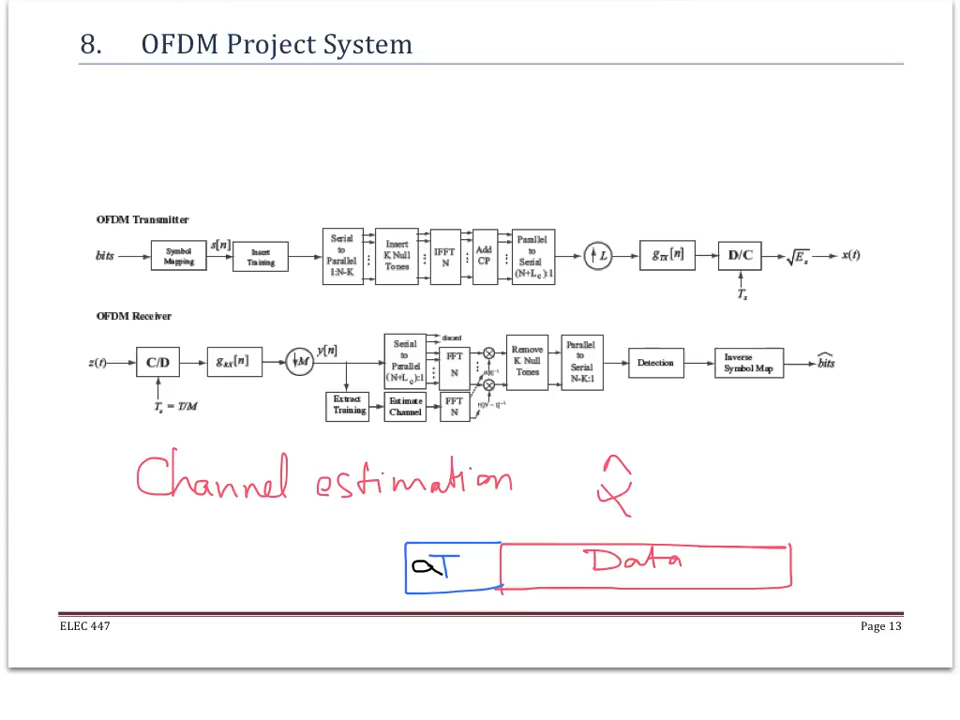 8. OFDM Project System
OFDM Transmitter
bits
Symbol
Mapping
s[n]
Insert
Training
Serial
to
Parallel
1:N-K
Insert
K Null
Tones
IFFT
N
Add
CP
Parallel
to
Serial
(N+Lc):1
L
gTX[n]
D/C
Ts
√Ex
x(t)
OFDM Receiver
z(t)
C/D
Ts = T/M
gRX[n]
M
y[n]
Serial
to
Parallel
(N+Lc):1
discard
FFT
N
Remove
K Null
Tones
Parallel
to
Serial
N-K:1
Detection
Inverse
Symbol Map
bits
Extract
Training
Estimate
Channel
FFT
N
Channel estimation
aT
Data
ELEC 447
Page 13